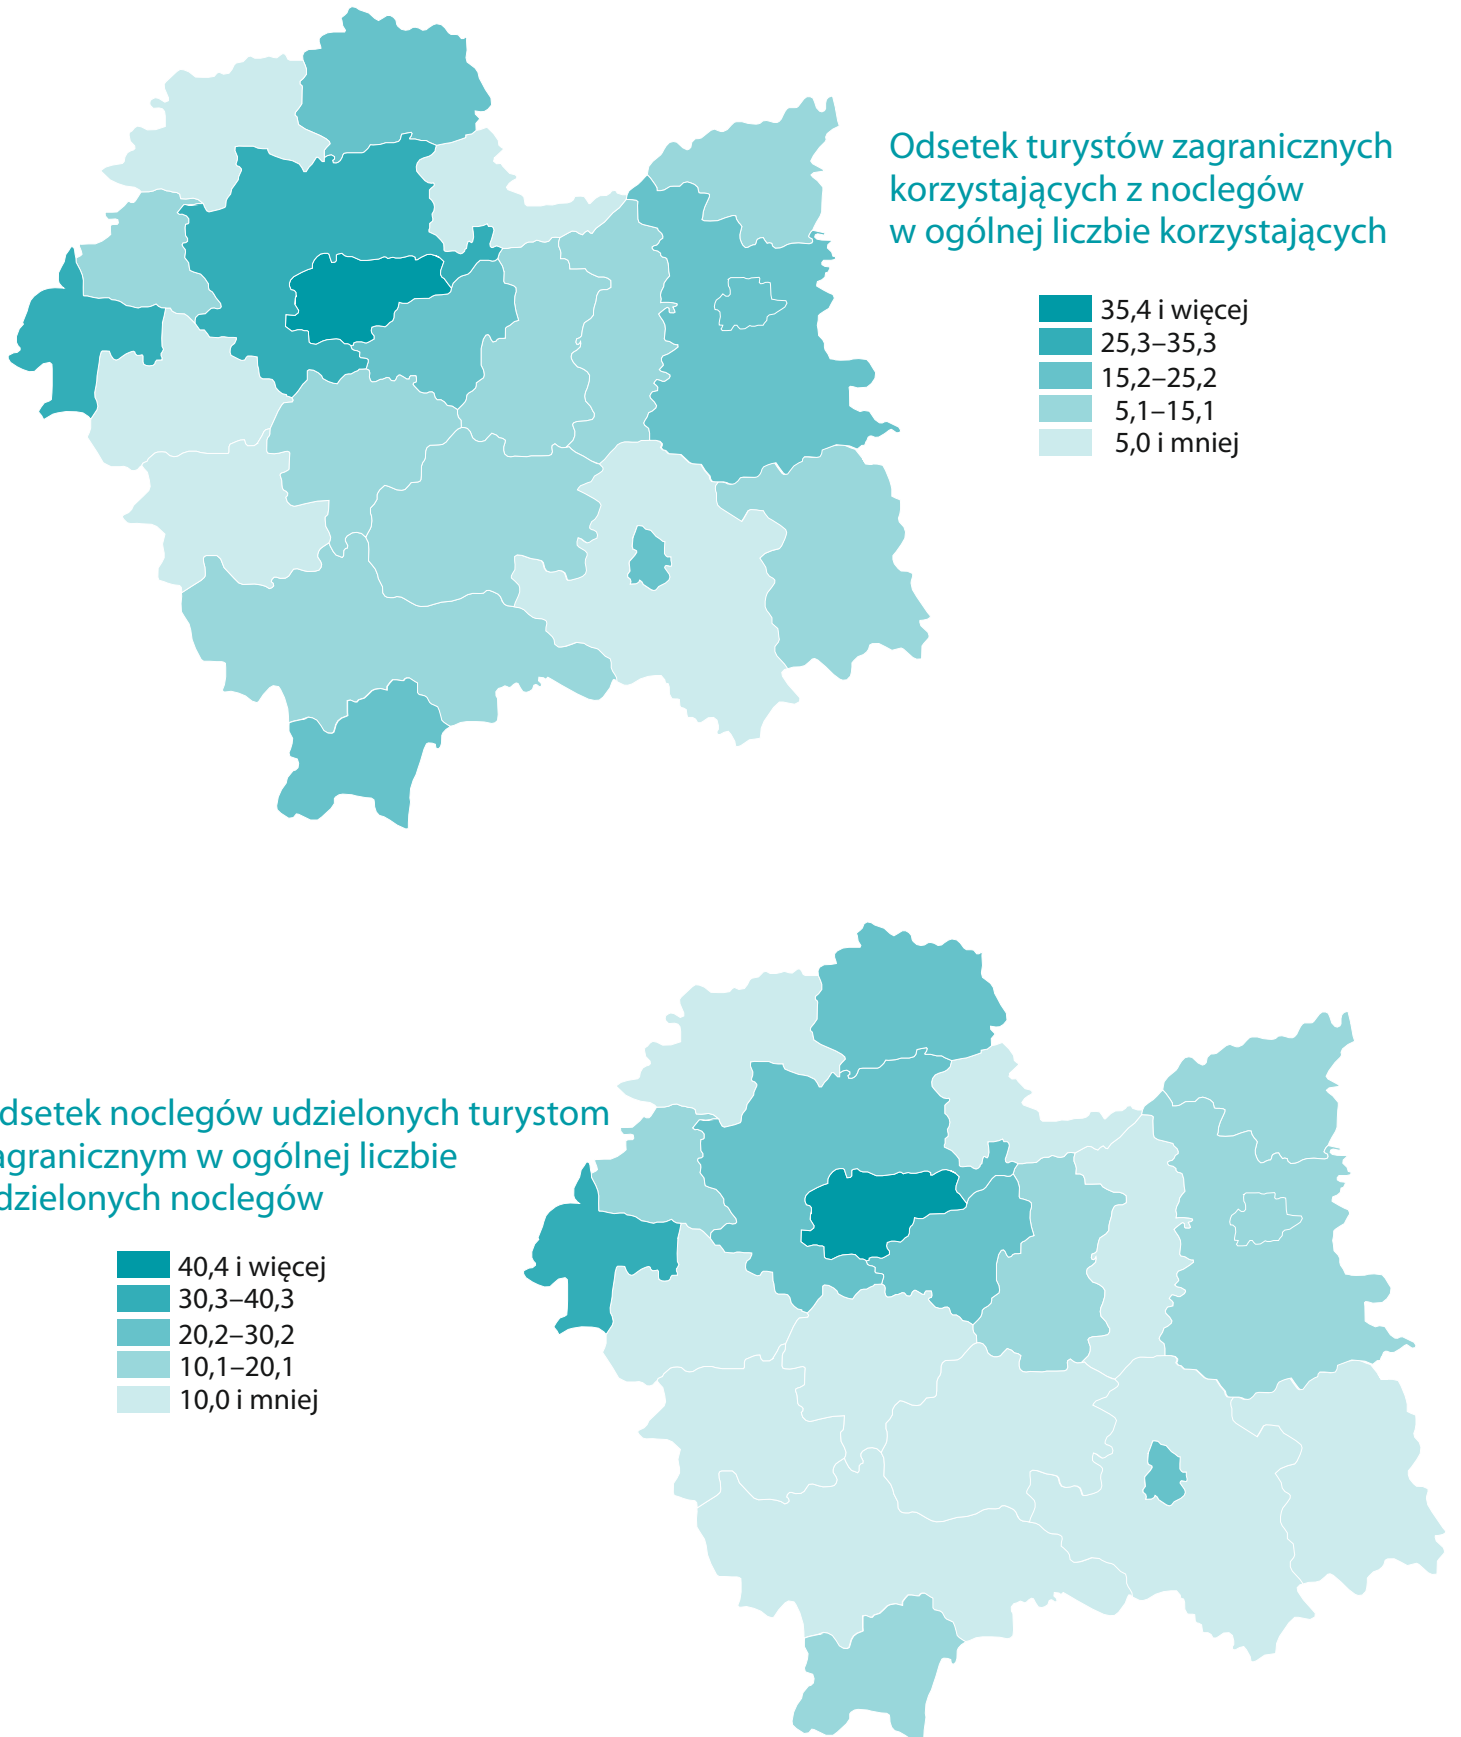 Odsetek turystów zagranicznych
korzystających z noclegów
w ogólnej liczbie korzystających
35,4 i więcej
25,3–35,3
15,2–25,2
5,1–15,1
5,0 i mniej
dsetek noclegów udzielonych turystom
agranicznym w ogólnej liczbie
dzielonych noclegów
40,4 i więcej
30,3–40,3
20,2–30,2
10,1–20,1
10,0 i mniej